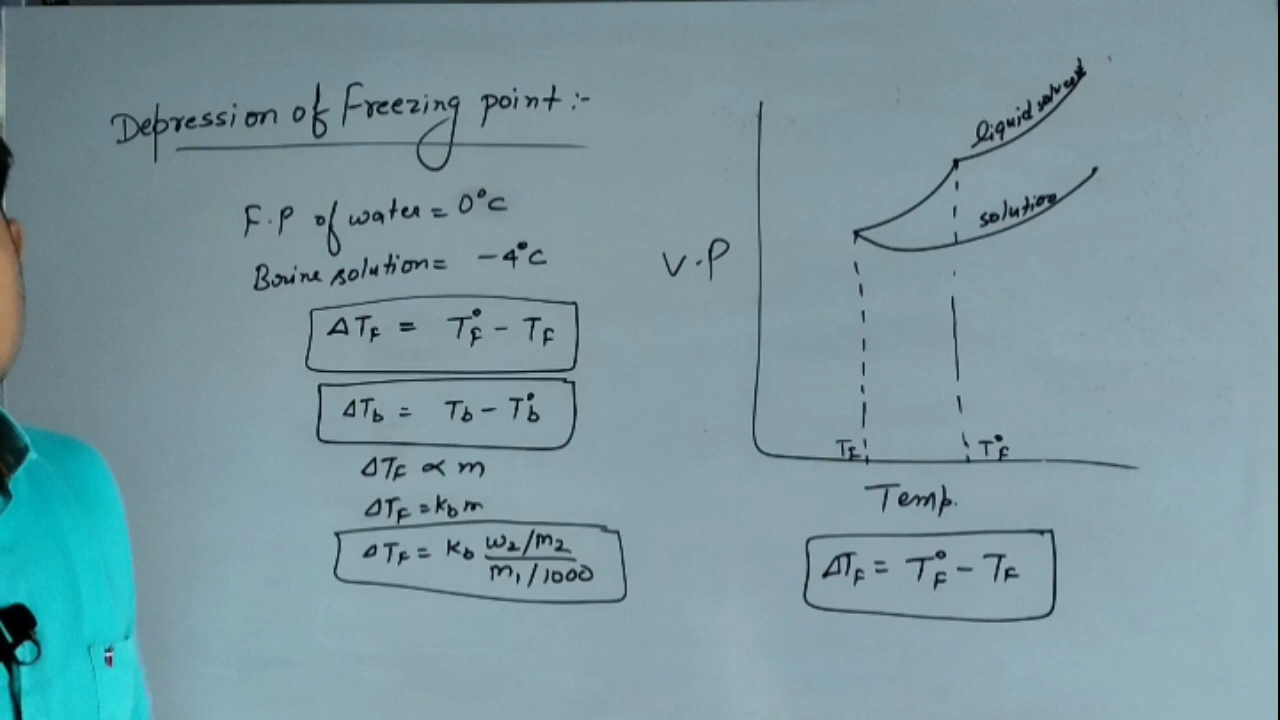 Depression of Freezing point :-
F.P of water = 0°C
Borine solution = -4°C
ΔTF = T°F - TF
ΔTb = Tb - T°b
ΔTF ∝ m
ΔTF = Kb m
ΔTF = Kb w2/m2
m1/1000
liquid solvent
solution
V.P
TF
T°F
Temp.
ΔTF = T°F - TF